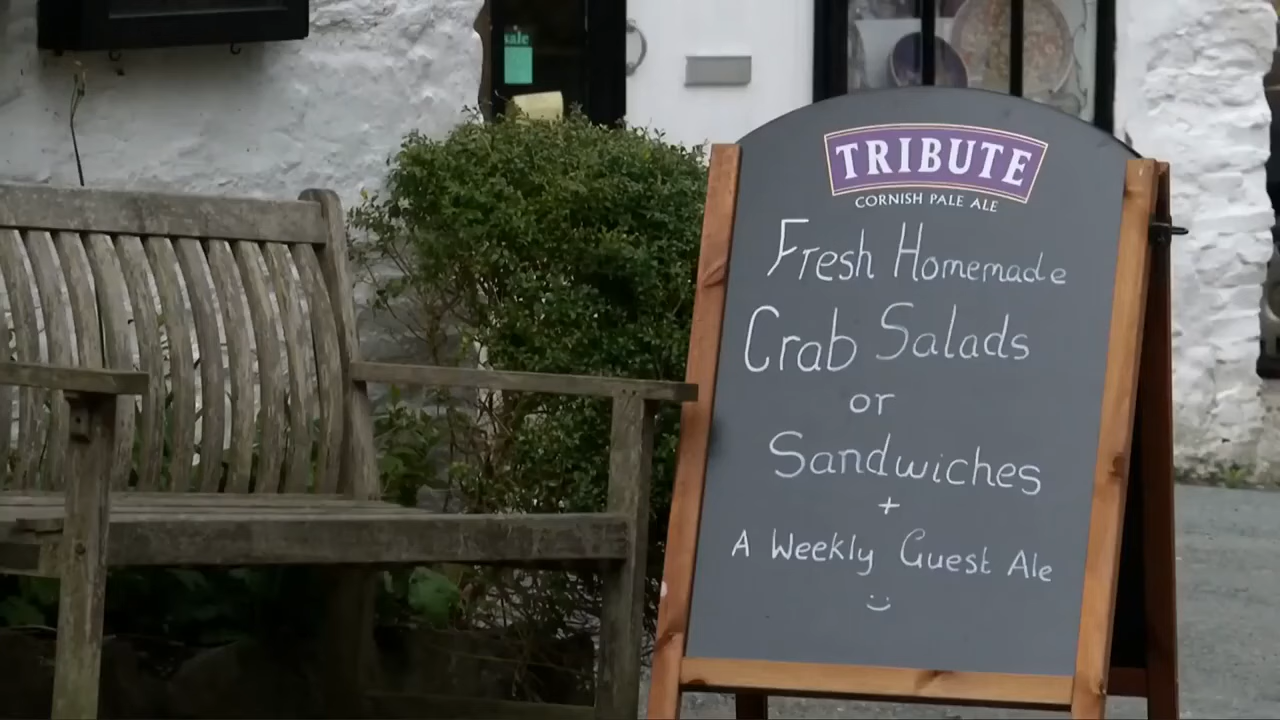 sale
TRIBUTE
CORNISH PALE ALE
Fresh Homemade
Crab Salads
or
Sandwiches
+
A Weekly Guest Ale